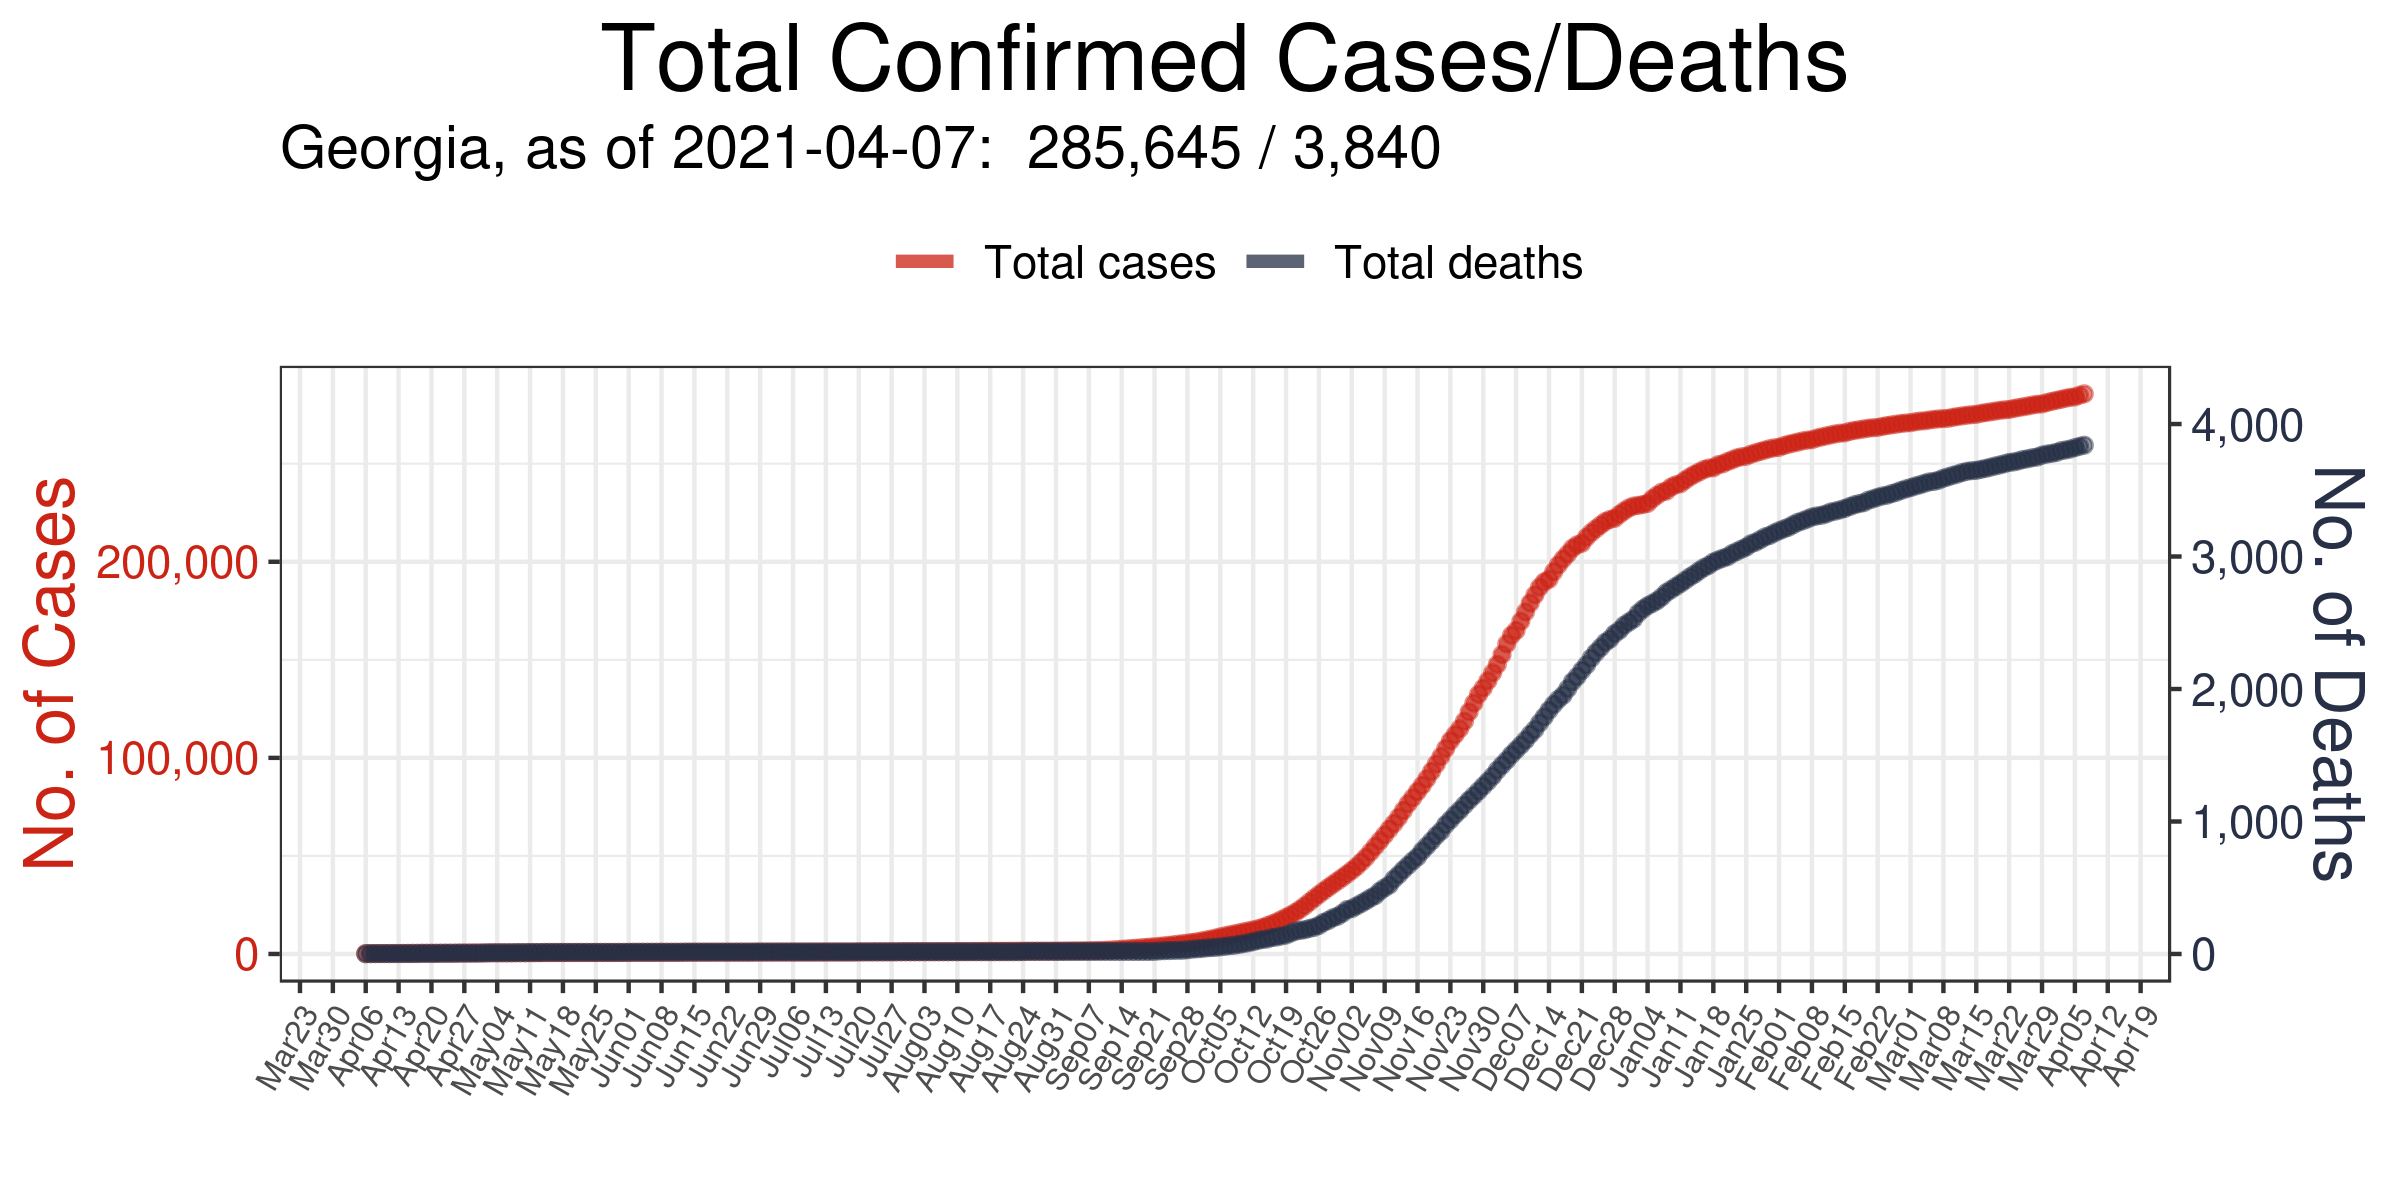 Total Confirmed Cases/Deaths
Georgia, as of 2021-04-07:  285,645 / 3,840
Total cases
Total deaths
No. of Cases
200,000
100,000
0
4,000
3,000
2,000
1,000
0
No. of Deaths
Mar23
Mar30
Apr06
Apr13
Apr20
Apr27
May04
May11
May18
May25
Jun01
Jun08
Jun15
Jun22
Jun29
Jul06
Jul13
Jul20
Jul27
Aug03
Aug10
Aug17
Aug24
Aug31
Sep07
Sep14
Sep21
Sep28
Oct05
Oct12
Oct19
Oct26
Nov02
Nov09
Nov16
Nov23
Nov30
Dec07
Dec14
Dec21
Dec28
Jan04
Jan11
Jan18
Jan25
Feb01
Feb08
Feb15
Feb22
Mar01
Mar08
Mar15
Mar22
Mar29
Apr05
Apr12
Apr19